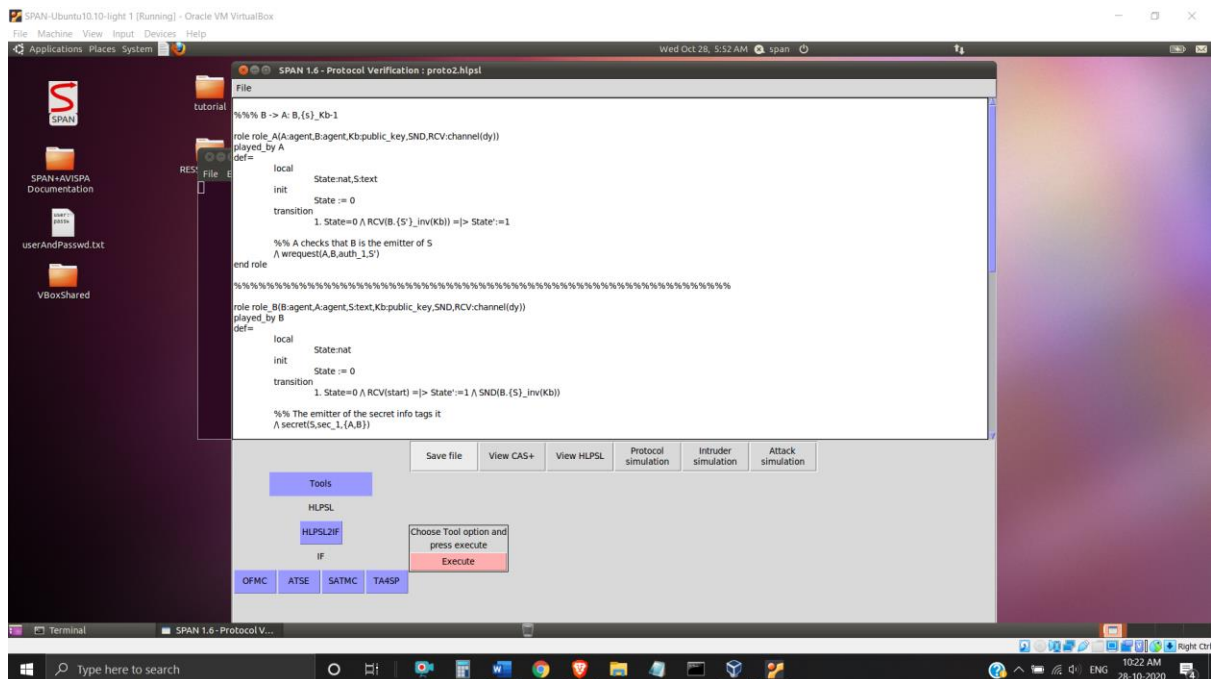 SPAN-Ubuntu10.10-light 1 [Running] - Oracle VM VirtualBox
File Machine View Input Devices Help
Applications Places System Wed Oct 28, 5:52 AM span
SPAN 1.6 - Protocol Verification : proto2.hlpsl
File
SPAN
tutorial
SPAN+AVISPA
Documentation
RES
File E
userAndPasswd.txt
VBoxShared
%%% B -> A: B,{s}_Kb-1
role role_A(A:agent,B:agent,Kb:public_key,SND,RCV:channel(dy))
played_by A
def=
local
State:nat,S:text
init
State := 0
transition
1. State=0 /\ RCV(B.{S'}_inv(Kb)) =|> State':=1
%% A checks that B is the emitter of S
/\ wrequest(A,B,auth_1,S')
end role
%%%%%%%%%%%%%%%%%%%%%%%%%%%%%%%%%%%%%%%%%%%%%%%%%%%%%%%%%%%%%
role role_B(B:agent,A:agent,S:text,Kb:public_key,SND,RCV:channel(dy))
played_by B
def=
local
State:nat
init
State := 0
transition
1. State=0 /\ RCV(start) =|> State':=1 /\ SND(B.{S}_inv(Kb))
%% The emitter of the secret info tags it
/\ secret(S,sec_1,{A,B})
Save file View CAS+ View HLPSL Protocol simulation Intruder simulation Attack simulation
Tools
HLPSL
HLPSL2IF
Choose Tool option and
press execute
IF
Execute
OFMC ATSE SATMC TA4SP
Terminal SPAN 1.6 - Protocol V...
Right Ctrl
Type here to search
ENG 10:22 AM
28-10-2020
4